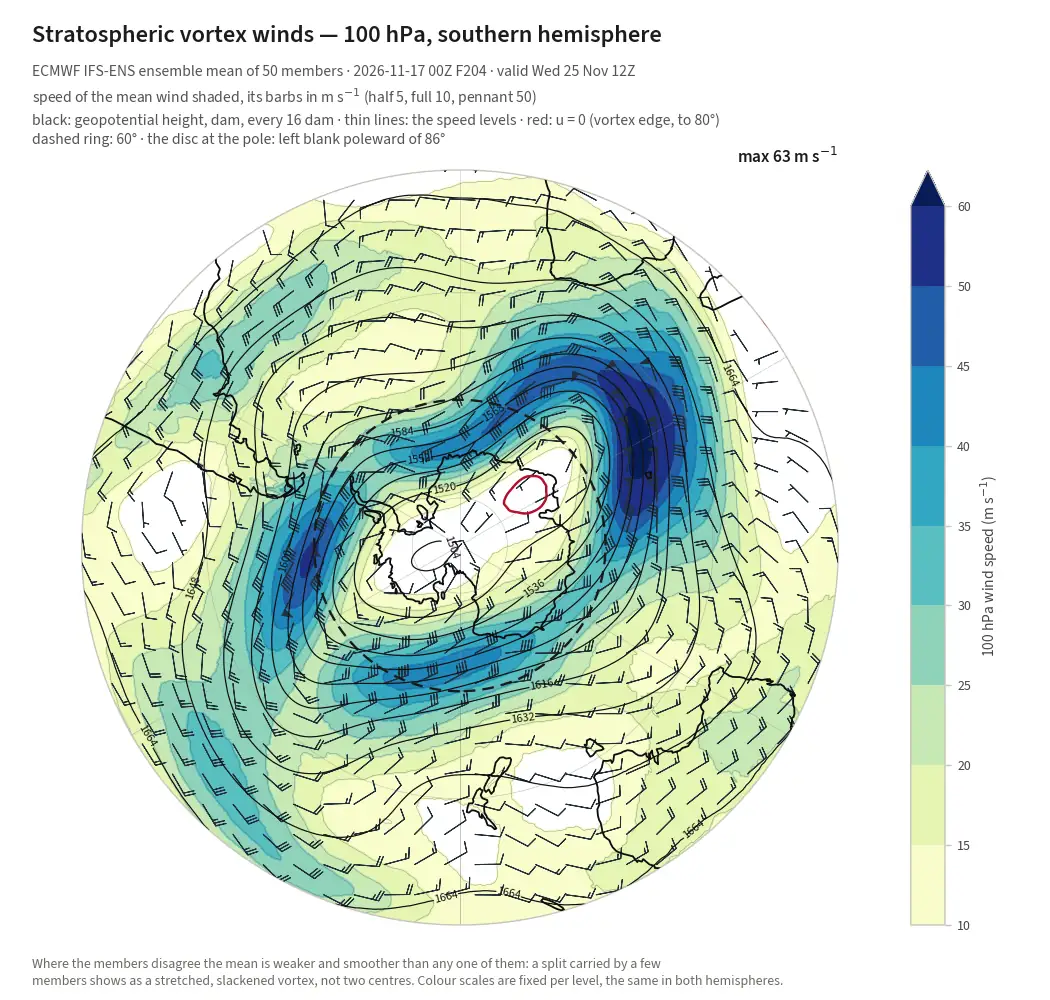 Stratospheric vortex winds — 100 hPa, southern hemisphere
ECMWF IFS-ENS ensemble mean of 50 members · 2026-11-17 00Z F204 · valid Wed 25 Nov 12Z
speed of the mean wind shaded, its barbs in m s⁻¹ (half 5, full 10, pennant 50)
black: geopotential height, dam, every 16 dam · thin lines: the speed levels · red: u = 0 (vortex edge, to 80°)
dashed ring: 60° · the disc at the pole: left blank poleward of 86°
max 63 m s⁻¹
60
50
45
40
35
30
25
20
15
10
100 hPa wind speed (m s⁻¹)
1664
1568
1584
1520
1504
1536
1648
1616
1632
1664
1664
1664
1664
Where the members disagree the mean is weaker and smoother than any one of them: a split carried by a few
members shows as a stretched, slackened vortex, not two centres. Colour scales are fixed per level, the same in both hemispheres.